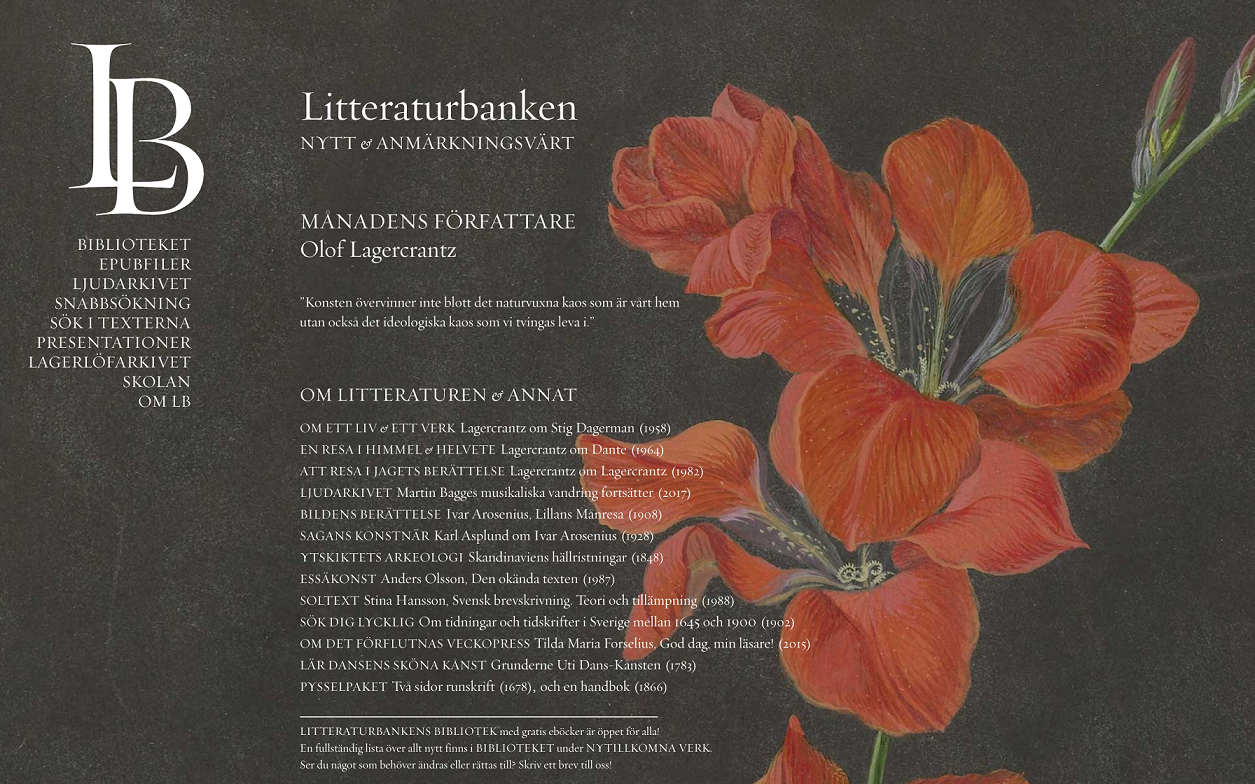 LB
BIBLIOTEKET
EPUBFILER
LJUDARKIVET
SNABBSÖKNING
SÖK I TEXTERNA
PRESENTATIONER
LAGERLÖFARKIVET
SKOLAN
OM LB
Litteraturbanken
NYTT & ANMÄRKNINGSVÄRT
MÅNADENS FÖRFATTARE
Olof Lagercrantz
”Konsten övervinner inte blott det naturvuxna kaos som är vårt hem
utan också det ideologiska kaos som vi tvingas leva i.”
OM LITTERATUREN & ANNAT
OM ETT LIV & ETT VERK Lagercrantz om Stig Dagerman (1958)
EN RESA I HIMMEL & HELVETE Lagercrantz om Dante (1964)
ATT RESA I JAGETS BERÄTTELSE Lagercrantz om Lagercrantz (1982)
LJUDARKIVET Martin Bagges musikaliska vandring fortsätter (2017)
BILDENS BERÄTTELSE Ivar Arosenius, Lillans Månresa (1908)
SAGANS KONSTNÄR Karl Asplund om Ivar Arosenius (1928)
YTSKIKTETS ARKEOLOGI Skandinaviens hällristningar (1848)
ESSÄKONST Anders Olsson, Den okända texten (1987)
SOLTEXT Stina Hansson, Svensk brevskrivning. Teori och tillämpning (1988)
SÖK DIG LYCKLIG Om tidningar och tidskrifter i Sverige mellan 1645 och 1900 (1902)
OM DET FÖRFLUTNAS VECKOPRESS Tilda Maria Forselius, God dag, min läsare! (2015)
LÄR DANSENS SKÖNA KANST Grunderne Uti Dans-Kansten (1783)
PYSSELPAKET Två sidor runskrift (1678), och en handbok (1866)
LITTERATURBANKENS BIBLIOTEK med gratis eböcker är öppet för alla!
En fullständig lista över allt nytt finns i BIBLIOTEKET under NYTILLKOMNA VERK.
Ser du något som behöver ändras eller rättas till? Skriv ett brev till oss!